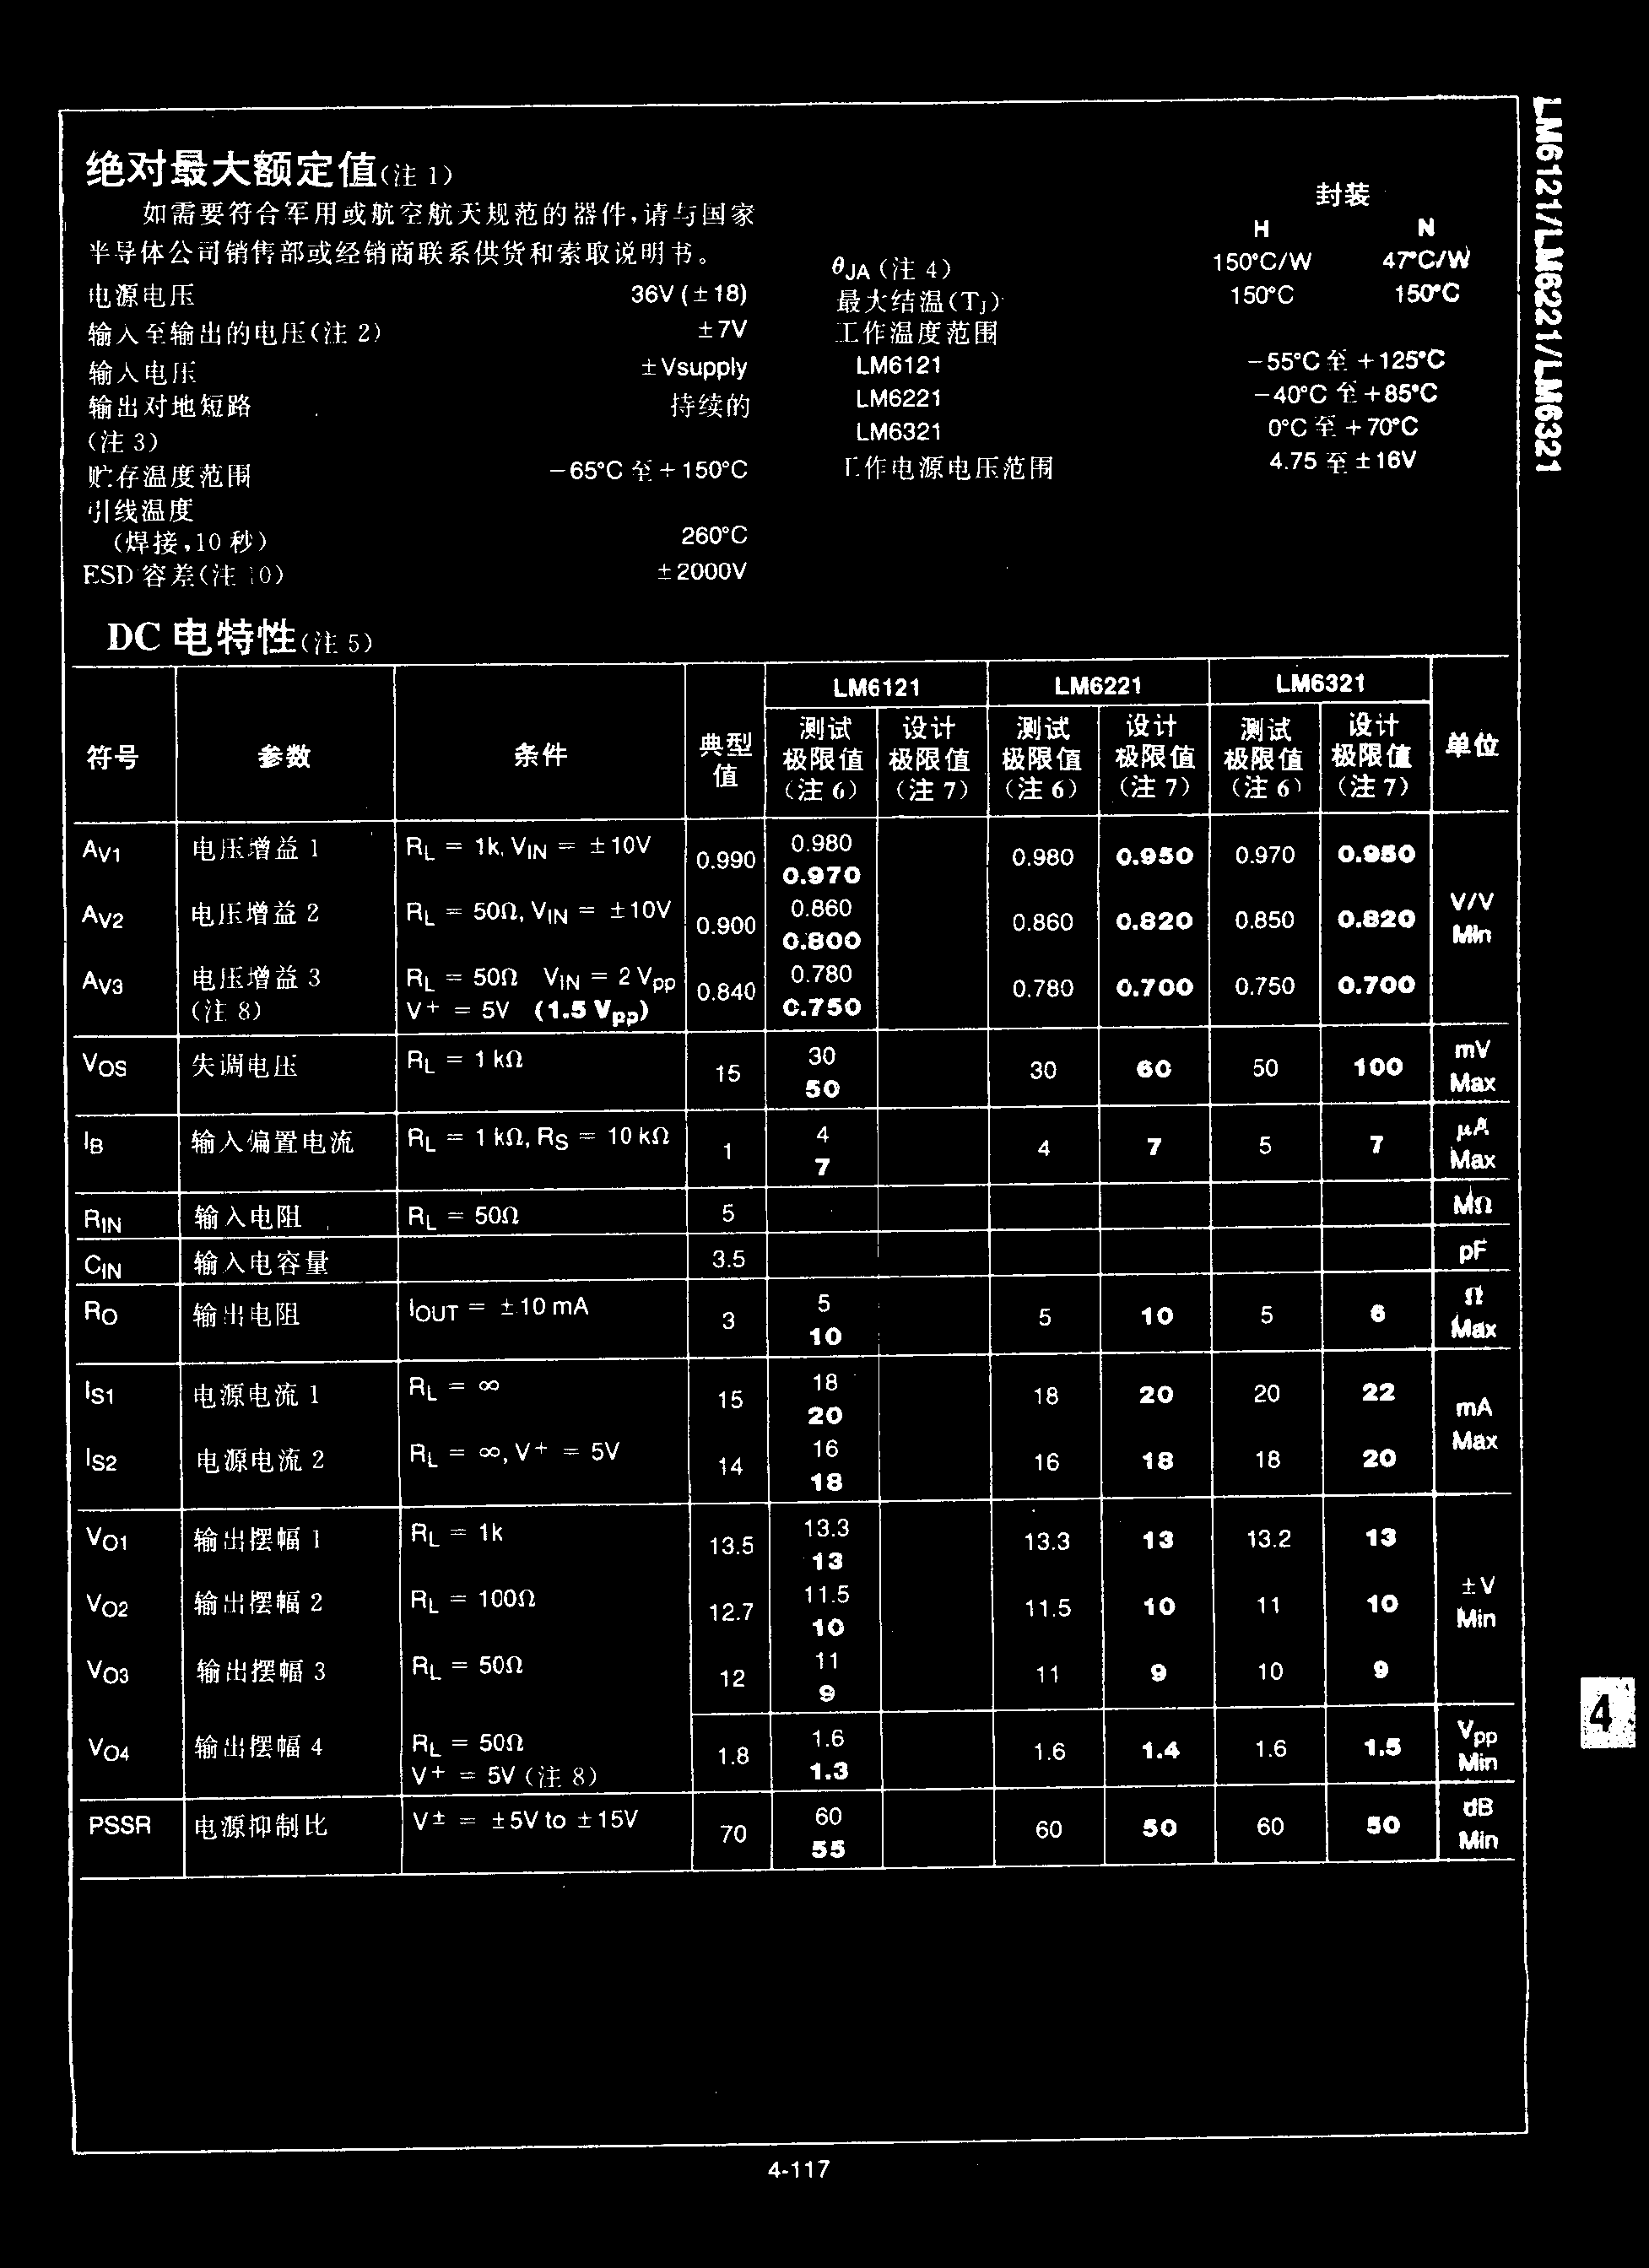 LM6121/LM6221/LM6321
绝对最大额定值(注 1)
如需要符合军用或航空航天规范的器件,请与国家
半导体公司销售部或经销商联系供货和索取说明书。
电源电压 36V (±18)
输入至输出的电压(注 2) ±7V
输入电压 ±Vsupply
输出对地短路 持续的
(注 3)
贮存温度范围 −65°C 至 +150°C
引线温度
(焊接,10 秒) 260°C
ESD 容差(注 10) ±2000V
封装
H N
θJA (注 4) 150°C/W 47°C/W
最大结温(TJ) 150°C 150°C
工作温度范围
LM6121 −55°C 至 +125°C
LM6221 −40°C 至 +85°C
LM6321 0°C 至 +70°C
工作电源电压范围 4.75 至 ±16V
DC 电特性(注 5)
符号 参数 条件 典型值 LM6121 LM6221 LM6321 单位
测试极限值(注 6) 设计极限值(注 7) 测试极限值(注 6) 设计极限值(注 7) 测试极限值(注 6) 设计极限值(注 7)
AV1 电压增益 1 RL = 1k, VIN = ±10V 0.990 0.980 0.970 0.980 0.950 0.970 0.950 V/V Min
AV2 电压增益 2 RL = 50Ω, VIN = ±10V 0.900 0.860 0.800 0.860 0.820 0.850 0.820
AV3 电压增益 3 (注 8) RL = 50Ω VIN = 2 Vpp V+ = 5V (1.5 Vpp) 0.840 0.780 0.750 0.780 0.700 0.750 0.700
VOS 失调电压 RL = 1 kΩ 15 30 50 30 60 50 100 mV Max
IB 输入偏置电流 RL = 1 kΩ, RS = 10 kΩ 1 4 7 4 7 5 7 μA Max
RIN 输入电阻 RL = 50Ω 5 MΩ
CIN 输入电容量 3.5 pF
RO 输出电阻 IOUT = ±10 mA 3 5 10 5 10 5 6 Ω Max
IS1 电源电流 1 RL = ∞ 15 18 20 18 20 20 22 mA Max
IS2 电源电流 2 RL = ∞, V+ = 5V 14 16 18 16 18 18 20
VO1 输出摆幅 1 RL = 1k 13.5 13.3 13 13.3 13 13.2 13 ±V Min
VO2 输出摆幅 2 RL = 100Ω 12.7 11.5 10 11.5 10 11 10
VO3 输出摆幅 3 RL = 50Ω 12 11 9 11 9 10 9
VO4 输出摆幅 4 RL = 50Ω V+ = 5V (注 8) 1.8 1.6 1.3 1.6 1.4 1.6 1.5 Vpp Min
PSSR 电源抑制比 V± = ±5V to ±15V 70 60 55 60 50 60 50 dB Min
4
4-117